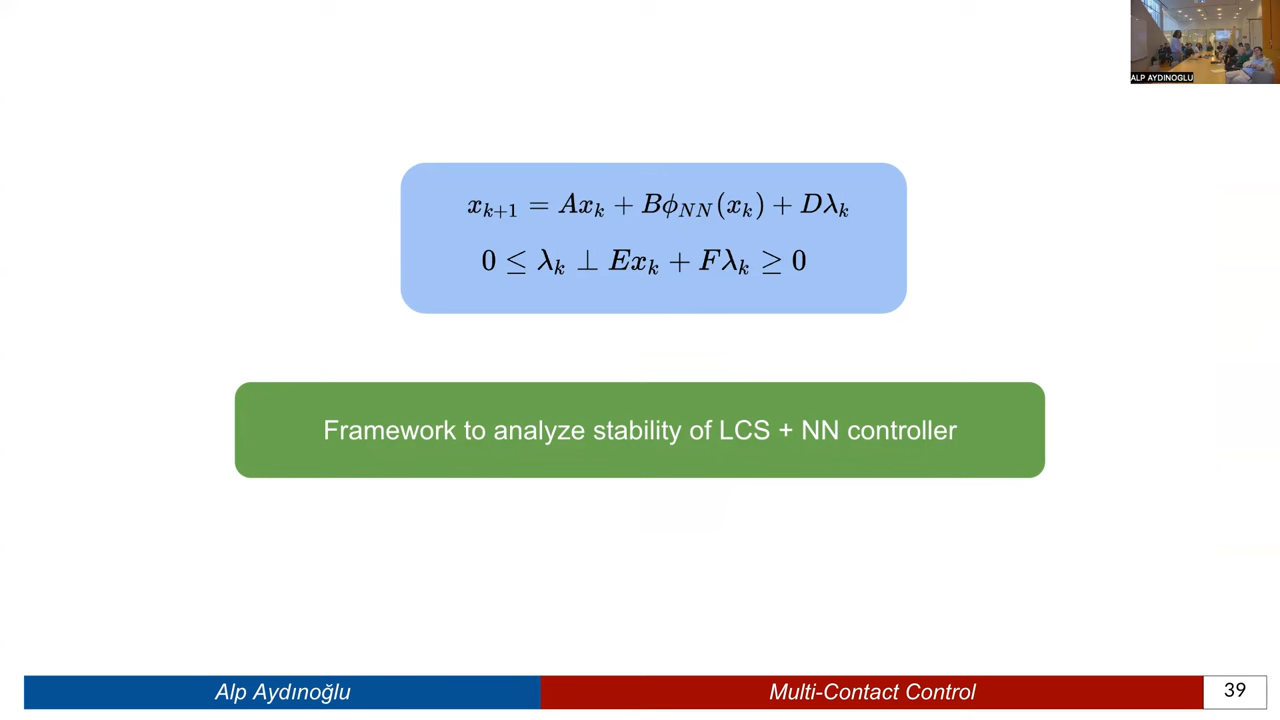 ALP AYDINOGLU
x_{k+1} = Ax_k + Bϕ_{NN}(x_k) + Dλ_k
0 ≤ λ_k ⊥ Ex_k + Fλ_k ≥ 0
Framework to analyze stability of LCS + NN controller
Alp Aydınoğlu
Multi-Contact Control
39